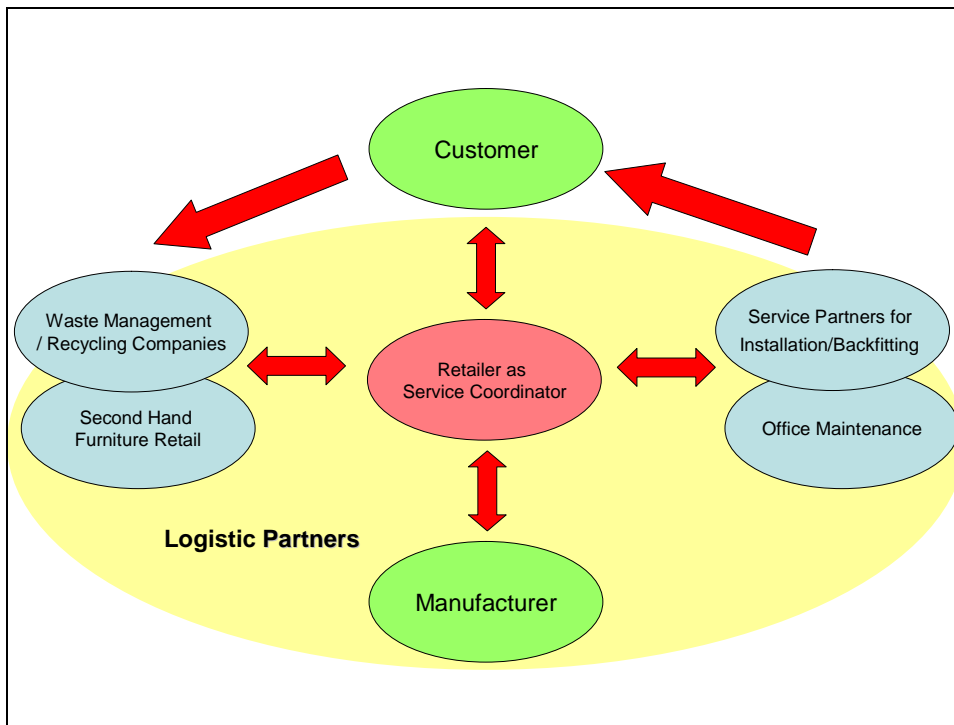 Customer
Waste Management
/ Recycling Companies
Service Partners for
Installation/Backfitting
Retailer as
Service Coordinator
Second Hand
Furniture Retail
Office Maintenance
Logistic Partners
Manufacturer